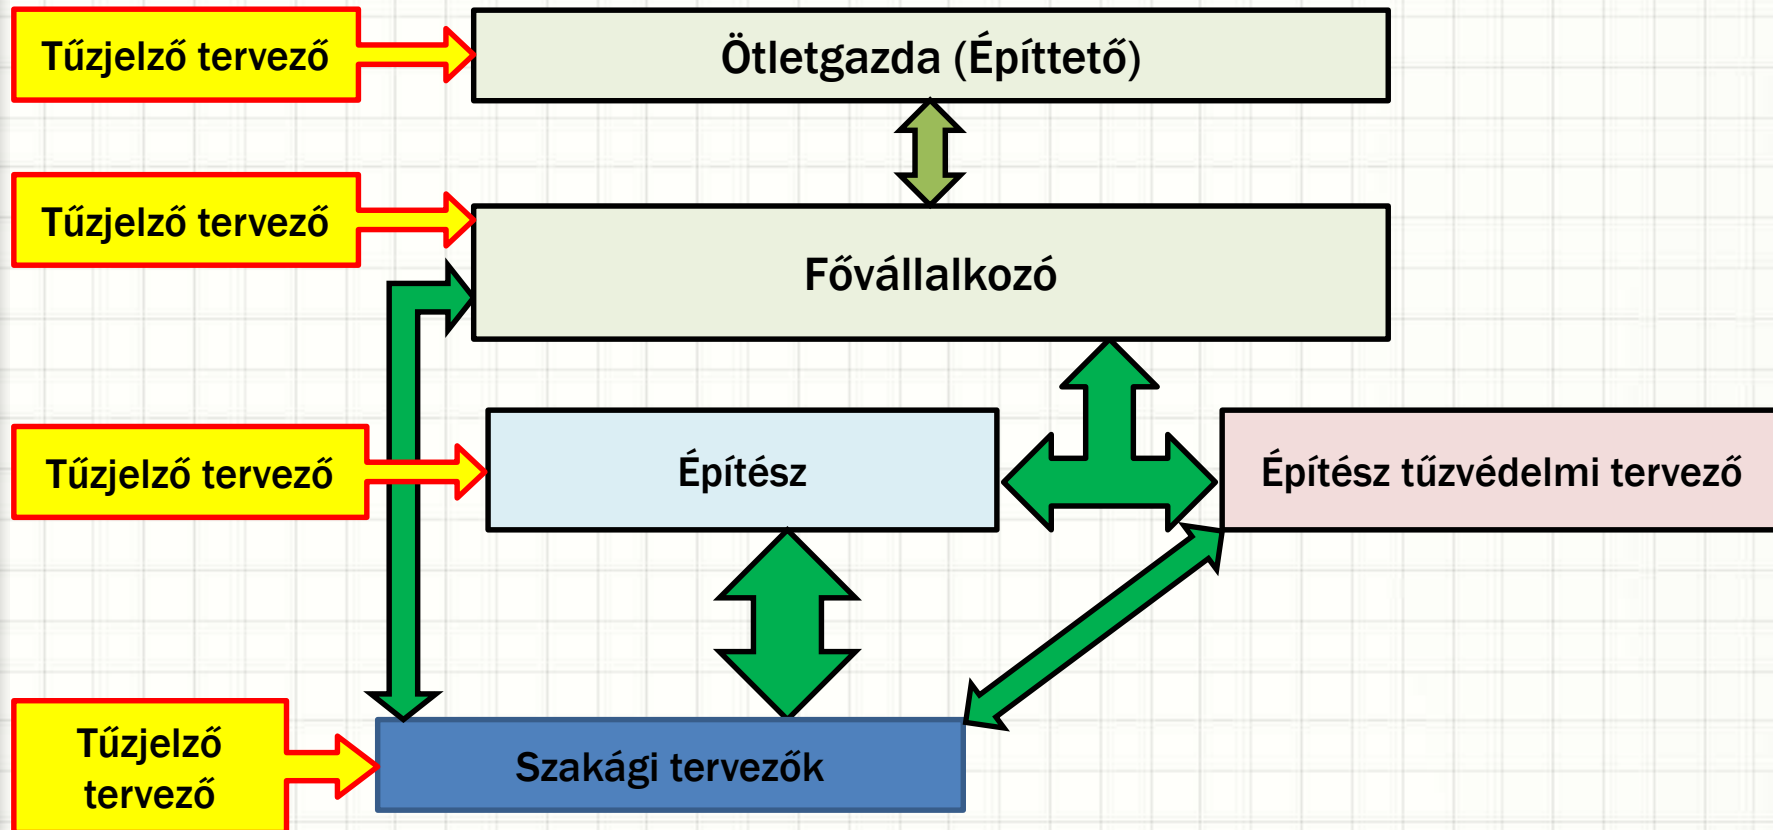 Tűzjelző tervező
Ötletgazda (Építtető)
Tűzjelző tervező
Fővállalkozó
Tűzjelző tervező
Építész
Építész tűzvédelmi tervező
Tűzjelző
tervező
Szakági tervezők